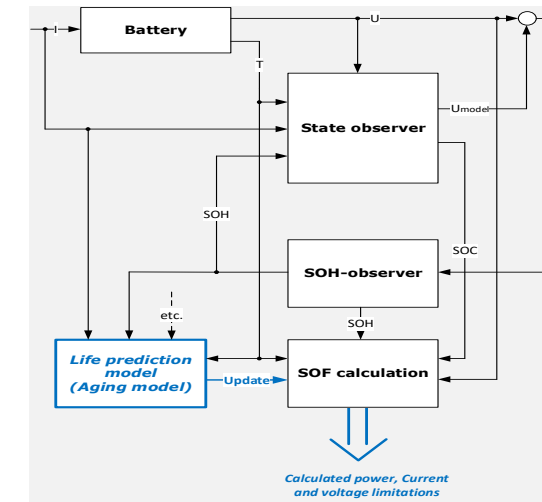 I
Battery
U
T
Umodel
State observer
SOH
SOC
SOH-observer
etc.
SOH
Life prediction
model
(Aging model)
Update
SOF calculation
Calculated power, Current
and voltage limitations